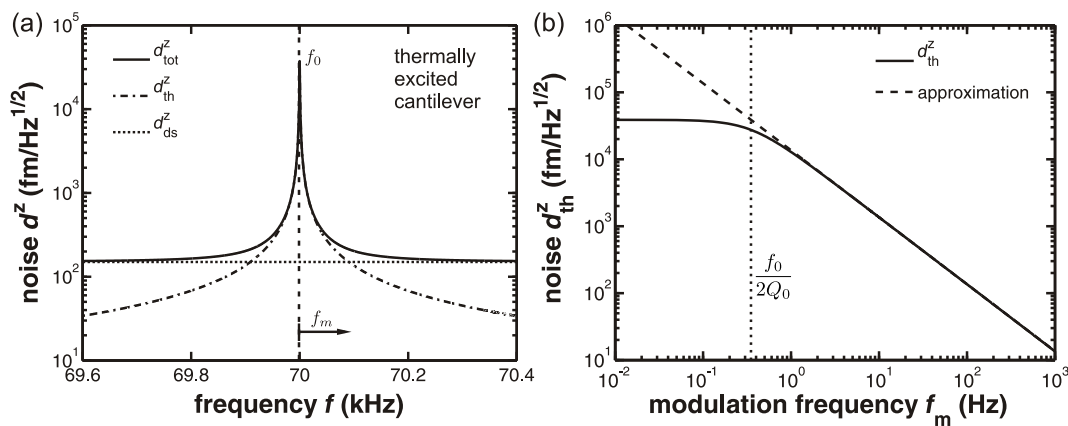 (a)
10^5
10^4
10^3
10^2
10^1
noise d^z (fm/Hz^1/2)
d^z_tot
d^z_th
d^z_ds
f_0
thermally
excited
cantilever
f_m
69.6
69.8
70
70.2
70.4
frequency f (kHz)
(b)
10^6
10^5
10^4
10^3
10^2
10^1
noise d^z_th (fm/Hz^1/2)
d^z_th
approximation
f_0
2Q_0
10^-2
10^-1
10^0
10^1
10^2
10^3
modulation frequency f_m (Hz)